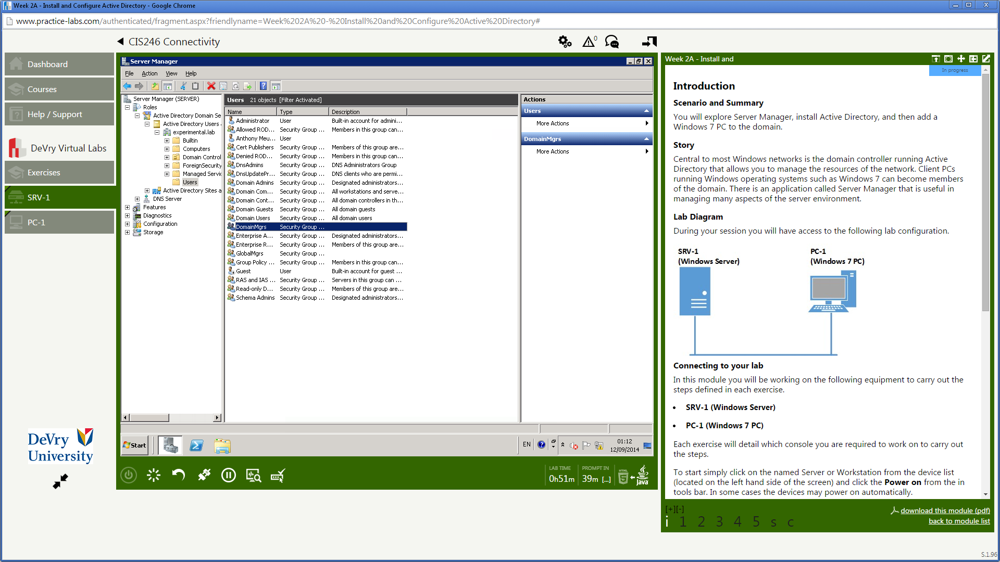 Week 2A - Install and Configure Active Directory - Google Chrome
www.practice-labs.com/authenticated/fragment.aspx?friendlyname=Week%202A%20-%20Install%20and%20Configure%20Active%20Directory#
CIS246 Connectivity
0
Dashboard
Courses
Help / Support
DeVry Virtual Labs
Exercises
SRV-1
PC-1
DeVry
University
Server Manager
File Action View Help
Server Manager (SERVER)
Roles
Active Directory Domain Se
Active Directory Users
experimental.lab
Builtin
Computers
Domain Control
ForeignSecurity
Managed Servic
Users
Active Directory Sites a
DNS Server
Features
Diagnostics
Configuration
Storage
Users 21 objects [Filter Activated]
Name Type Description
Administrator User Built-in account for admini...
Allowed ROD... Security Group ... Members in this group can...
Anthony Meu... User
Cert Publishers Security Group ... Members of this group are...
Denied ROD... Security Group ... Members in this group can...
DnsAdmins Security Group ... DNS Administrators Group
DnsUpdatePr... Security Group ... DNS clients who are permi...
Domain Admins Security Group ... Designated administrators...
Domain Com... Security Group ... All workstations and serve...
Domain Cont... Security Group ... All domain controllers in th...
Domain Guests Security Group ... All domain guests
Domain Users Security Group ... All domain users
DomainMgrs Security Group ...
Enterprise A... Security Group ... Designated administrators...
Enterprise R... Security Group ... Members of this group are...
GlobalMgrs Security Group ...
Group Policy ... Security Group ... Members in this group can...
Guest User Built-in account for guest ...
RAS and IAS ... Security Group ... Servers in this group can ...
Read-only D... Security Group ... Members of this group are...
Schema Admins Security Group ... Designated administrators...
Actions
Users
More Actions
DomainMgrs
More Actions
Start
EN
01:12
12/09/2014
LAB TIME
0h51m
PROMPT IN
39m [...]
HTML
5
Java
Week 2A - Install and
In progress
Introduction
Scenario and Summary
You will explore Server Manager, install Active Directory, and then add a
Windows 7 PC to the domain.
Story
Central to most Windows networks is the domain controller running Active
Directory that allows you to manage the resources of the network. Client PCs
running Windows operating systems such as Windows 7 can become members
of the domain. There is an application called Server Manager that is useful in
managing many aspects of the server environment.
Lab Diagram
During your session you will have access to the following lab configuration.
SRV-1
(Windows Server)
PC-1
(Windows 7 PC)
Connecting to your lab
In this module you will be working on the following equipment to carry out the
steps defined in each exercise.
• SRV-1 (Windows Server)
• PC-1 (Windows 7 PC)
Each exercise will detail which console you are required to work on to carry out
the steps.
To start simply click on the named Server or Workstation from the device list
(located on the left hand side of the screen) and click the Power on from the in
tools bar. In some cases the devices may power on automatically.
[+][-]
i 1 2 3 4 5 s c
download this module (pdf)
back to module list
S.1.96